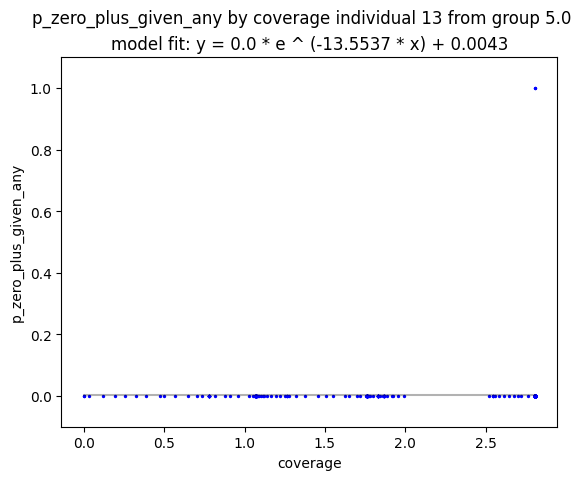 p_zero_plus_given_any by coverage individual 13 from group 5.0
model fit: y = 0.0 * e ^ (-13.5537 * x) + 0.0043
1.0
0.8
0.6
0.4
0.2
0.0
p_zero_plus_given_any
0.0 0.5 1.0 1.5 2.0 2.5
coverage